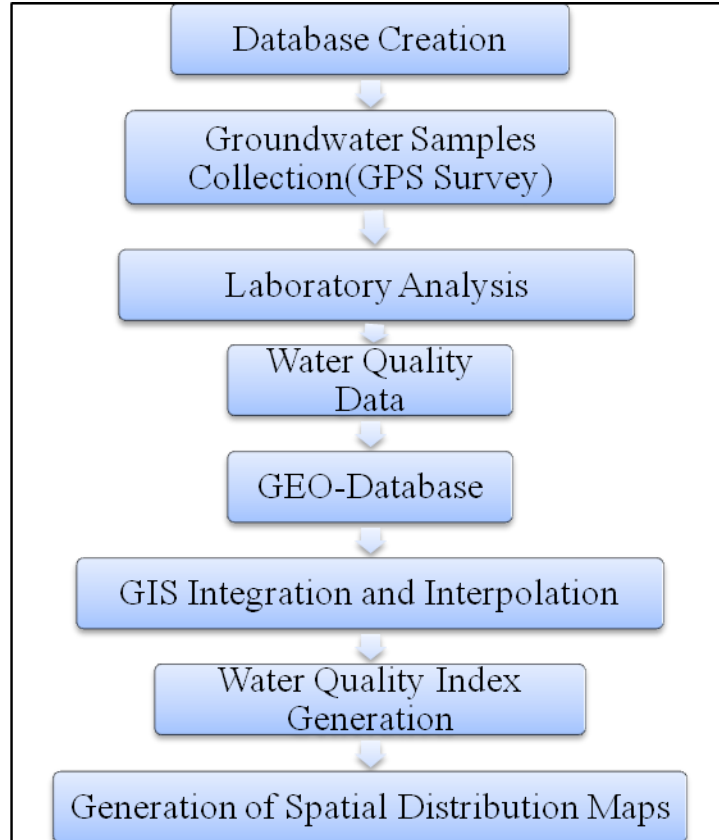 Database Creation
Groundwater Samples
Collection(GPS Survey)
Laboratory Analysis
Water Quality
Data
GEO-Database
GIS Integration and Interpolation
Water Quality Index
Generation
Generation of Spatial Distribution Maps